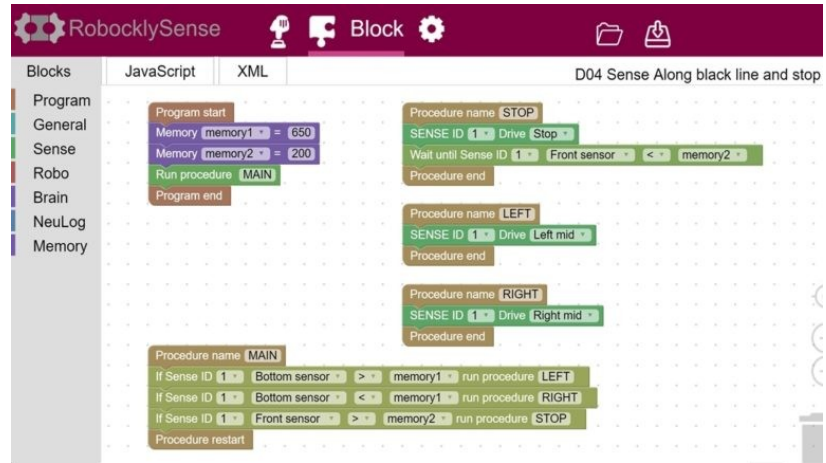 RobocklySense
Block
Blocks
JavaScript
XML
D04 Sense Along black line and stop
Program
General
Sense
Robo
Brain
NeuLog
Memory
Program start
Memory memory1 = 650
Memory memory2 = 200
Run procedure MAIN
Program end
Procedure name STOP
SENSE ID 1 Drive Stop
Wait until Sense ID 1 Front sensor < memory2
Procedure end
Procedure name LEFT
SENSE ID 1 Drive Left mid
Procedure end
Procedure name RIGHT
SENSE ID 1 Drive Right mid
Procedure end
Procedure name MAIN
If Sense ID 1 Bottom sensor > memory1 run procedure LEFT
If Sense ID 1 Bottom sensor < memory1 run procedure RIGHT
If Sense ID 1 Front sensor > memory2 run procedure STOP
Procedure restart